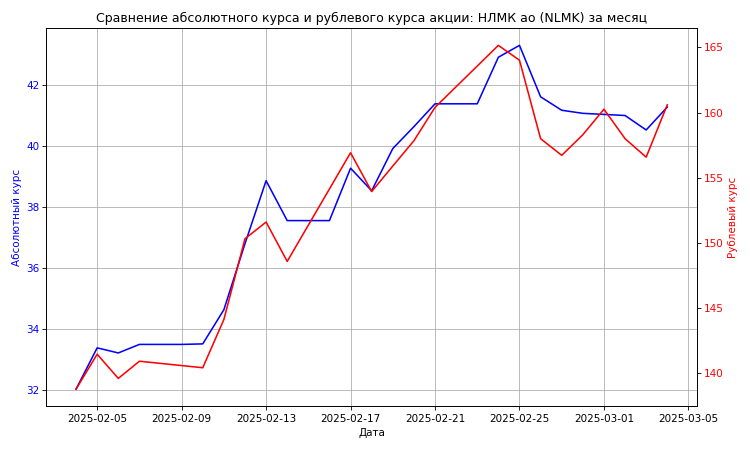 Сравнение абсолютного курса и рублевого курса акции: НЛМК ао (NLMK) за месяц
Абсолютный курс
42
40
38
36
34
32
165
160
155
150
145
140
Рублевый курс
2025-02-05 2025-02-09 2025-02-13 2025-02-17 2025-02-21 2025-02-25 2025-03-01 2025-03-05
Дата